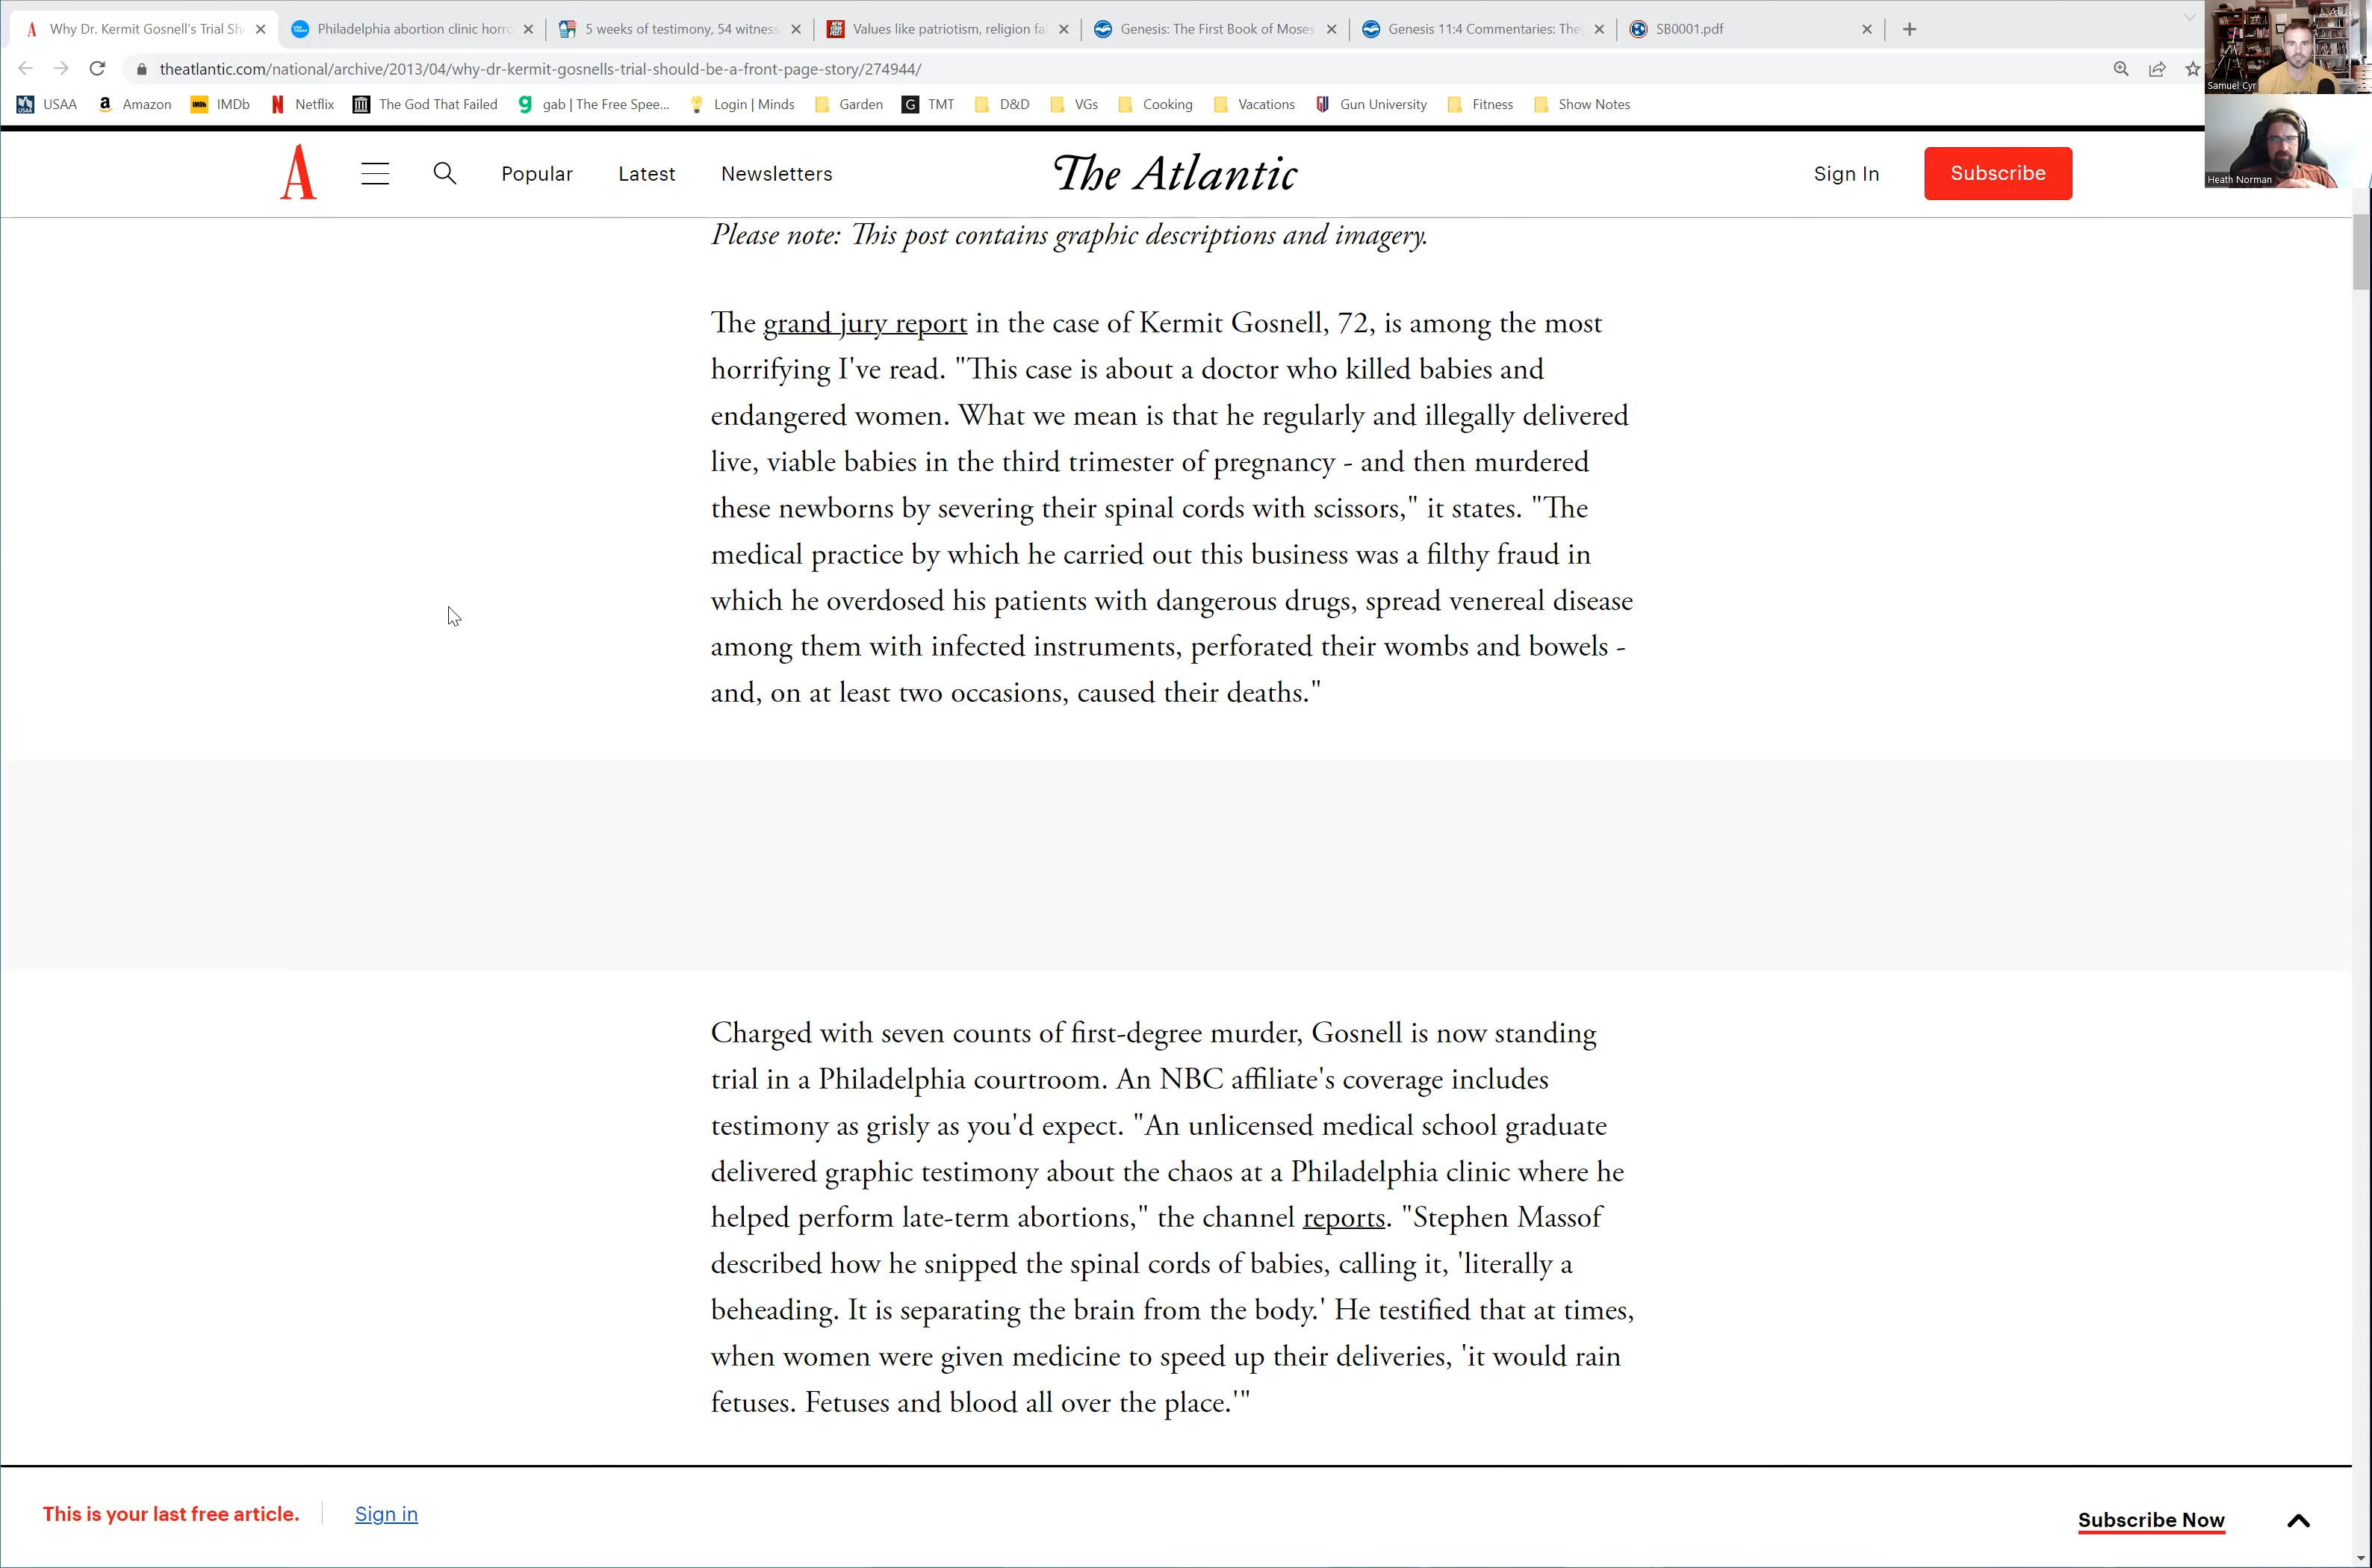 Why Dr. Kermit Gosnell's Trial Sh
Philadelphia abortion clinic horro
5 weeks of testimony, 54 witness
Values like patriotism, religion fa
Genesis: The First Book of Moses
Genesis 11:4 Commentaries: The
SB0001.pdf
theatlantic.com/national/archive/2013/04/why-dr-kermit-gosnells-trial-should-be-a-front-page-story/274944/
USAA
Amazon
IMDb
Netflix
The God That Failed
gab | The Free Spee...
Login | Minds
Garden
TMT
D&D
VGs
Cooking
Vacations
Gun University
Fitness
Show Notes
Samuel Cyr
Heath Norman
Popular
Latest
Newsletters
The Atlantic
Sign In
Subscribe
Please note: This post contains graphic descriptions and imagery.
The grand jury report in the case of Kermit Gosnell, 72, is among the most
horrifying I've read. "This case is about a doctor who killed babies and
endangered women. What we mean is that he regularly and illegally delivered
live, viable babies in the third trimester of pregnancy - and then murdered
these newborns by severing their spinal cords with scissors," it states. "The
medical practice by which he carried out this business was a filthy fraud in
which he overdosed his patients with dangerous drugs, spread venereal disease
among them with infected instruments, perforated their wombs and bowels -
and, on at least two occasions, caused their deaths."
Charged with seven counts of first-degree murder, Gosnell is now standing
trial in a Philadelphia courtroom. An NBC affiliate's coverage includes
testimony as grisly as you'd expect. "An unlicensed medical school graduate
delivered graphic testimony about the chaos at a Philadelphia clinic where he
helped perform late-term abortions," the channel reports. "Stephen Massof
described how he snipped the spinal cords of babies, calling it, 'literally a
beheading. It is separating the brain from the body.' He testified that at times,
when women were given medicine to speed up their deliveries, 'it would rain
fetuses. Fetuses and blood all over the place.'"
This is your last free article.
Sign in
Subscribe Now